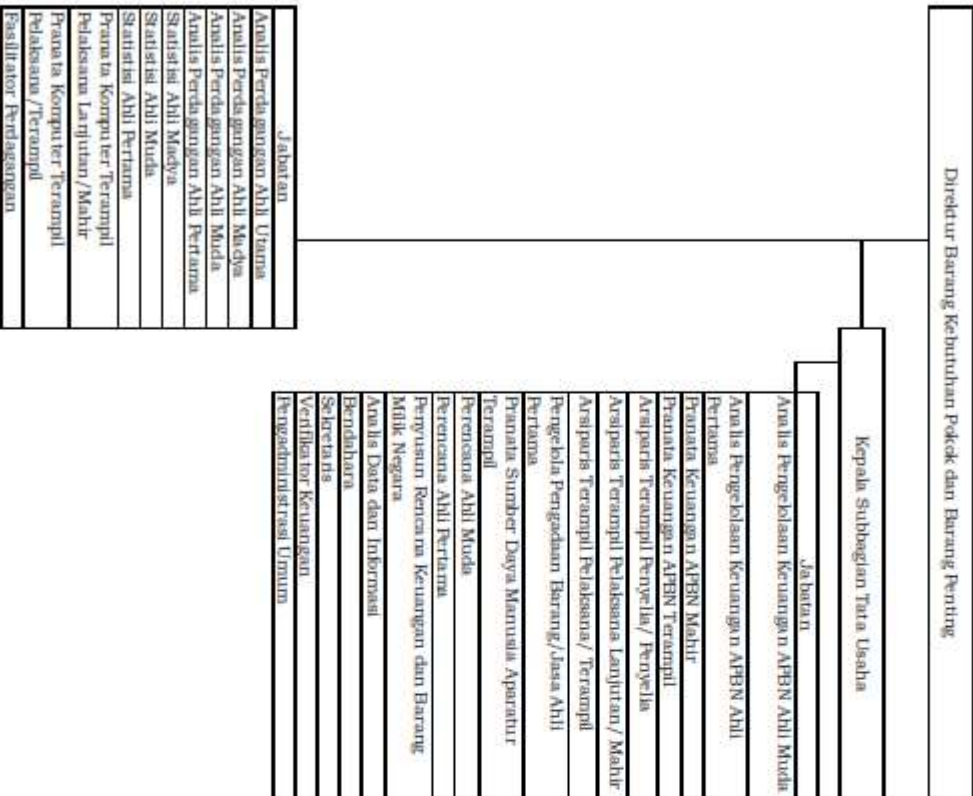 Direktur Barang Kebutuhan Pokok dan Barang Penting
Kepala Subbagian Tata Usaha
Jabatan
Analis Pengelolaan Keuangan APBN Ahli Muda
Analis Pengelolaan Keuangan APBN Ahli
Pertama
Pranata Keuangan APBN Mahir
Pranata Keuangan APBN Terampil
Arsiparis Terampil Penyelia/ Penyelia
Arsiparis Terampil Pelaksana Lanjutan/ Mahir
Arsiparis Terampil Pelaksana/ Terampil
Pengelola Pengadaan Barang/Jasa Ahli
Pertama
Pranata Sumber Daya Manusia Aparatur
Terampil
Perencana Ahli Muda
Perencana Ahli Pertama
Penyusun Rencana Keuangan dan Barang
Milik Negara
Analis Data dan Informasi
Bendahara
Sekretaris
Verifikator Keuangan
Pengadministrasi Umum
Jabatan
Analis Perdagangan Ahli Utama
Analis Perdagangan Ahli Madya
Analis Perdagangan Ahli Muda
Analis Perdagangan Ahli Pertama
Statistisi Ahli Madya
Statistisi Ahli Muda
Statistisi Ahli Pertama
Pranata Komputer Terampil
Pelaksana Lanjutan/Mahir
Pranata Komputer Terampil
Pelaksana/Terampil
Fasilitator Perdagangan